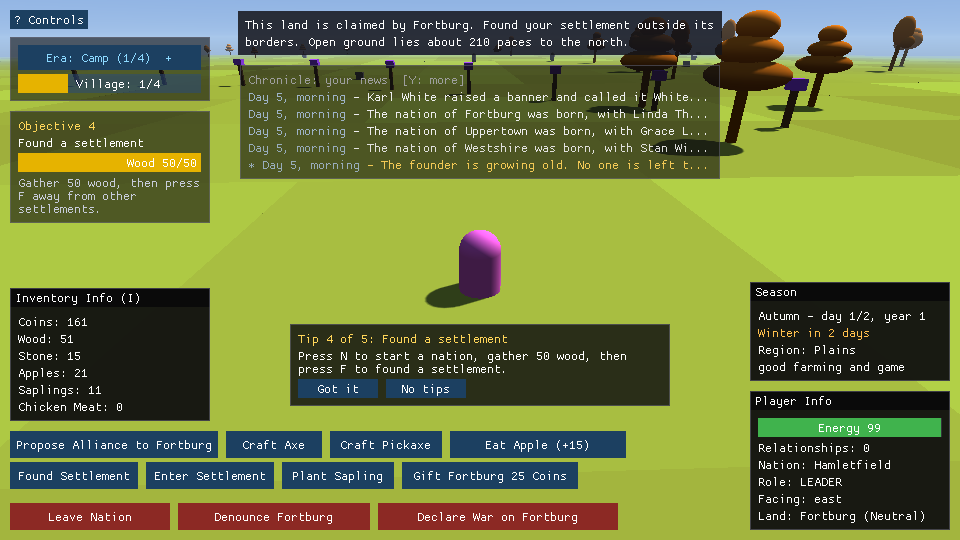 ? Controls
This land is claimed by Fortburg. Found your settlement outside its
borders. Open ground lies about 210 paces to the north.
Era: Camp (1/4) +
Village: 1/4
Chronicle: your news [Y: more]
Day 5, morning – Karl White raised a banner and called it White...
Day 5, morning – The nation of Fortburg was born, with Linda Th...
Day 5, morning – The nation of Uppertown was born, with Grace L...
Day 5, morning – The nation of Westshire was born, with Stan Wi...
* Day 5, morning – The founder is growing old. No one is left t...
Objective 4
Found a settlement
Wood 50/50
Gather 50 wood, then press
F away from other
settlements.
Inventory Info (I)
Coins: 161
Wood: 51
Stone: 15
Apples: 21
Saplings: 11
Chicken Meat: 0
Tip 4 of 5: Found a settlement
Press N to start a nation, gather 50 wood, then
press F to found a settlement.
Got it
No tips
Season
Autumn – day 1/2, year 1
Winter in 2 days
Region: Plains
good farming and game
Player Info
Energy 99
Relationships: 0
Nation: Hamletfield
Role: LEADER
Facing: east
Land: Fortburg (Neutral)
Propose Alliance to Fortburg
Craft Axe
Craft Pickaxe
Eat Apple (+15)
Found Settlement
Enter Settlement
Plant Sapling
Gift Fortburg 25 Coins
Leave Nation
Denounce Fortburg
Declare War on Fortburg